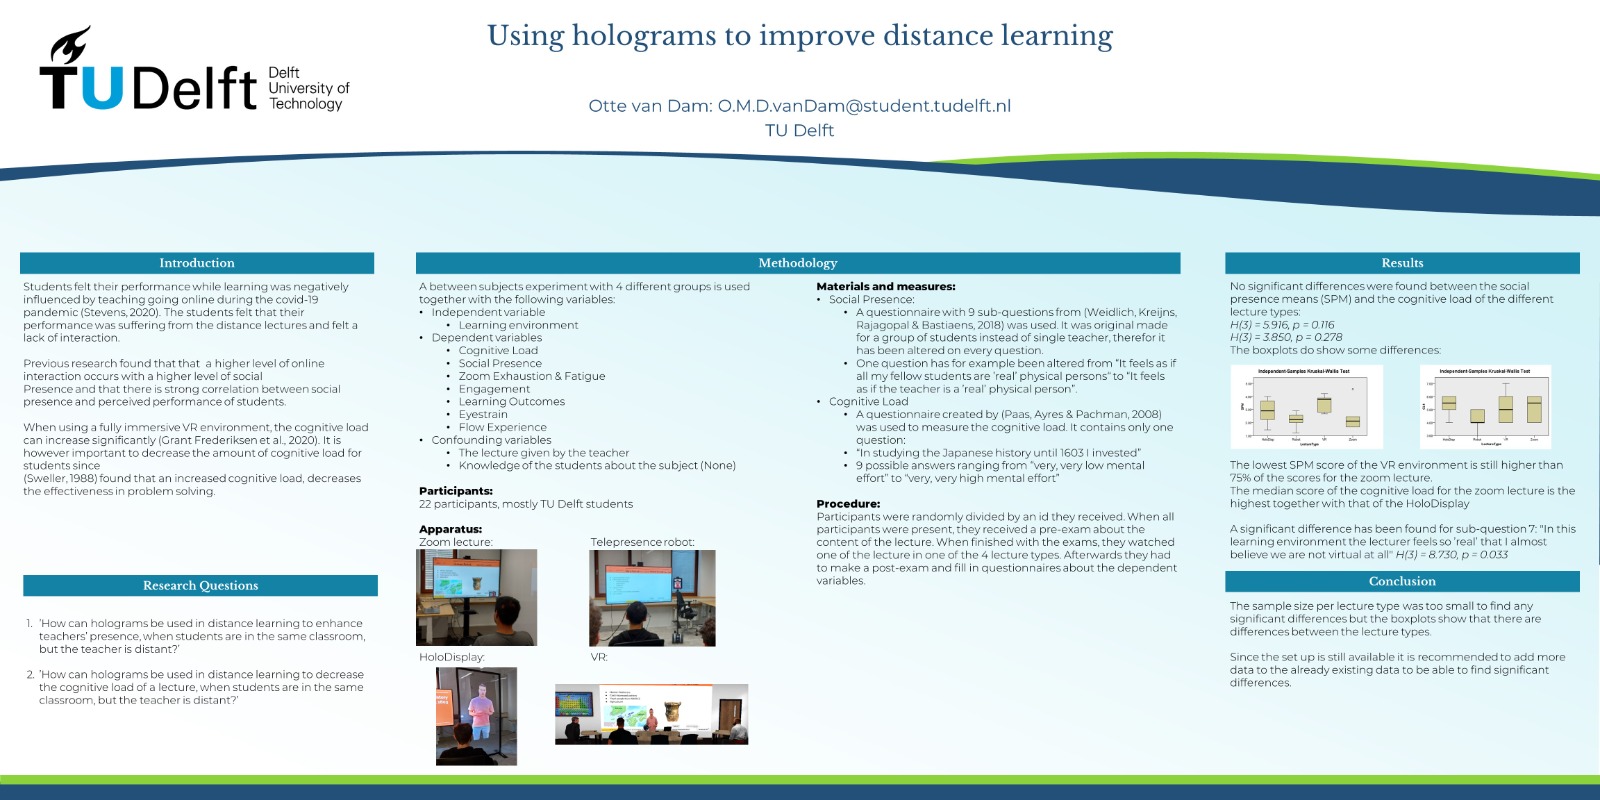 TU Delft
Delft
University of
Technology
Using holograms to improve distance learning
Otte van Dam: O.M.D.vanDam@student.tudelft.nl
TU Delft
Introduction
Students felt their performance while learning was negatively
influenced by teaching going online during the covid-19
pandemic (Stevens, 2020). The students felt that their
performance was suffering from the distance lectures and felt a
lack of interaction.
Previous research found that that a higher level of online
interaction occurs with a higher level of social
Presence and that there is strong correlation between social
presence and perceived performance of students.
When using a fully immersive VR environment, the cognitive load
can increase significantly (Grant Frederiksen et al., 2020). It is
however important to decrease the amount of cognitive load for
students since
(Sweller, 1988) found that an increased cognitive load, decreases
the effectiveness in problem solving.
Research Questions
1. 'How can holograms be used in distance learning to enhance
teachers' presence, when students are in the same classroom,
but the teacher is distant?'
2. 'How can holograms be used in distance learning to decrease
the cognitive load of a lecture, when students are in the same
classroom, but the teacher is distant?'
Methodology
A between subjects experiment with 4 different groups is used
together with the following variables:
• Independent variable
• Learning environment
• Dependent variables
• Cognitive Load
• Social Presence
• Zoom Exhaustion & Fatigue
• Engagement
• Learning Outcomes
• Eyestrain
• Flow Experience
• Confounding variables
• The lecture given by the teacher
• Knowledge of the students about the subject (None)
Participants:
22 participants, mostly TU Delft students
Apparatus:
Zoom lecture:
Telepresence robot:
HoloDisplay:
VR:
Materials and measures:
• Social Presence:
• A questionnaire with 9 sub-questions from (Weidlich, Kreijns,
Rajagopal & Bastiaens, 2018) was used. It was original made
for a group of students instead of single teacher, therefor it
has been altered on every question.
• One question has for example been altered from "It feels as if
all my fellow students are 'real' physical persons" to "It feels
as if the teacher is a 'real' physical person".
• Cognitive Load
• A questionnaire created by (Paas, Ayres & Pachman, 2008)
was used to measure the cognitive load. It contains only one
question:
• "In studying the Japanese history until 1603 I invested"
• 9 possible answers ranging from "very, very low mental
effort" to "very, very high mental effort"
Procedure:
Participants were randomly divided by an id they received. When all
participants were present, they received a pre-exam about the
content of the lecture. When finished with the exams, they watched
one of the lecture in one of the 4 lecture types. Afterwards they had
to make a post-exam and fill in questionnaires about the dependent
variables.
Results
No significant differences were found between the social
presence means (SPM) and the cognitive load of the different
lecture types:
H(3) = 5.916, p = 0.116
H(3) = 3.850, p = 0.278
The boxplots do show some differences:
Independent-Samples Kruskal-Wallis Test
SPM
HoloDisp Robot VR Zoom
LectureType
Independent-Samples Kruskal-Wallis Test
HoloDisp Robot VR Zoom
LectureType
The lowest SPM score of the VR environment is still higher than
75% of the scores for the zoom lecture.
The median score of the cognitive load for the zoom lecture is the
highest together with that of the HoloDisplay
A significant difference has been found for sub-question 7: "In this
learning environment the lecturer feels so 'real' that I almost
believe we are not virtual at all" H(3) = 8.730, p = 0.033
Conclusion
The sample size per lecture type was too small to find any
significant differences but the boxplots show that there are
differences between the lecture types.
Since the set up is still available it is recommended to add more
data to the already existing data to be able to find significant
differences.